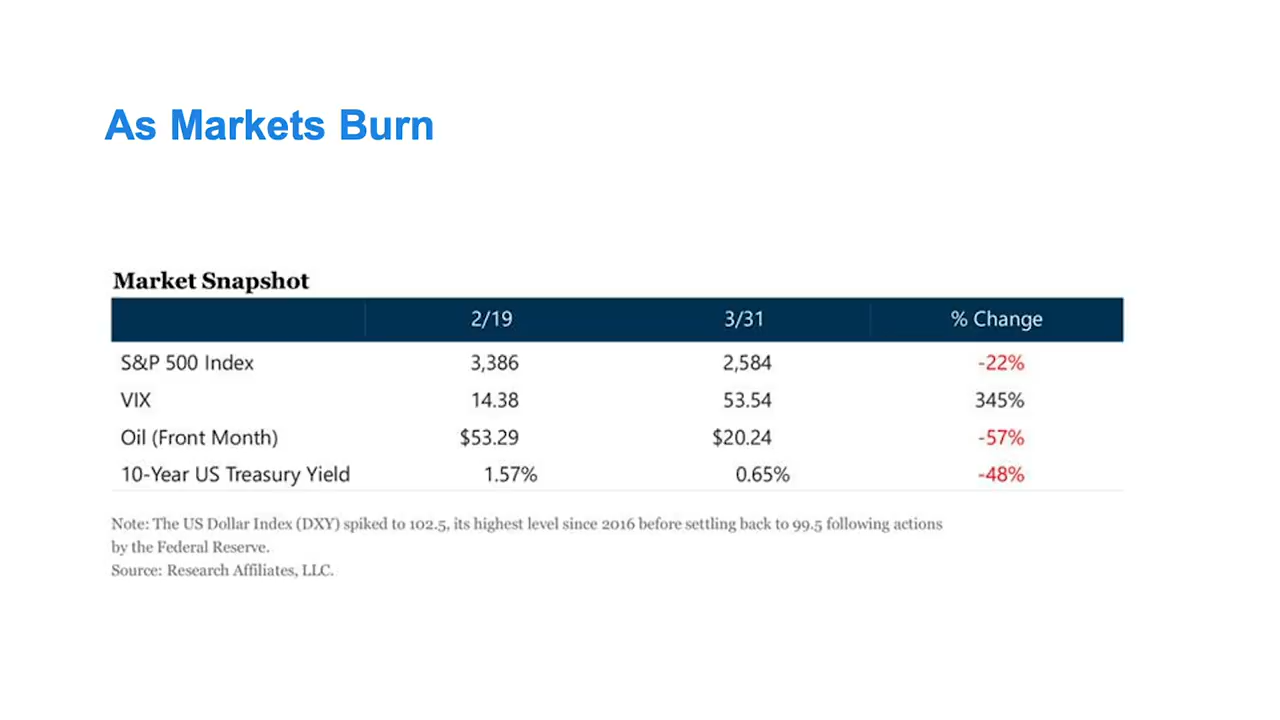 As Markets Burn
Market Snapshot
2/19 3/31 % Change
S&P 500 Index 3,386 2,584 -22%
VIX 14.38 53.54 345%
Oil (Front Month) $53.29 $20.24 -57%
10-Year US Treasury Yield 1.57% 0.65% -48%
Note: The US Dollar Index (DXY) spiked to 102.5, its highest level since 2016 before settling back to 99.5 following actions
by the Federal Reserve.
Source: Research Affiliates, LLC.